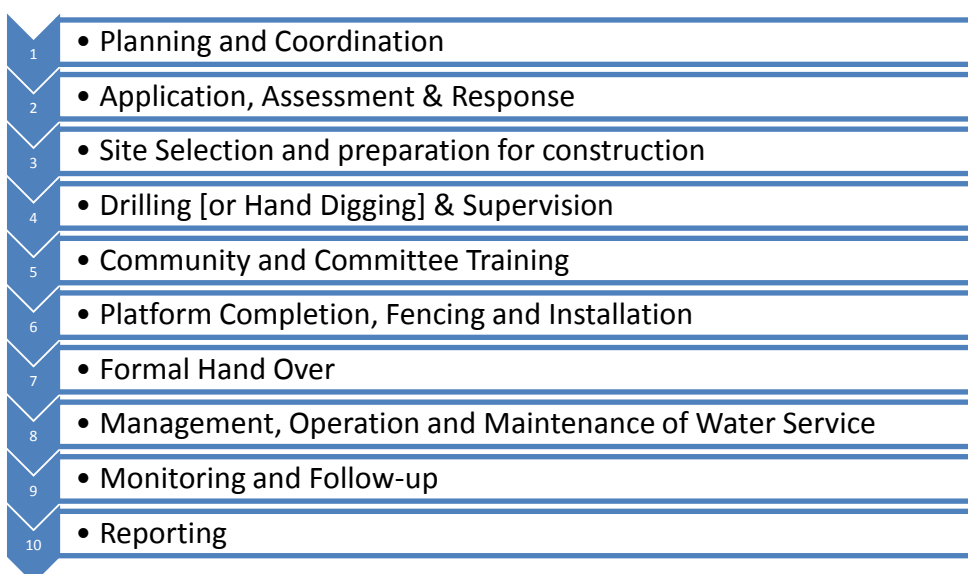 1 • Planning and Coordination
2 • Application, Assessment & Response
3 • Site Selection and preparation for construction
4 • Drilling [or Hand Digging] & Supervision
5 • Community and Committee Training
6 • Platform Completion, Fencing and Installation
7 • Formal Hand Over
8 • Management, Operation and Maintenance of Water Service
9 • Monitoring and Follow-up
10 • Reporting